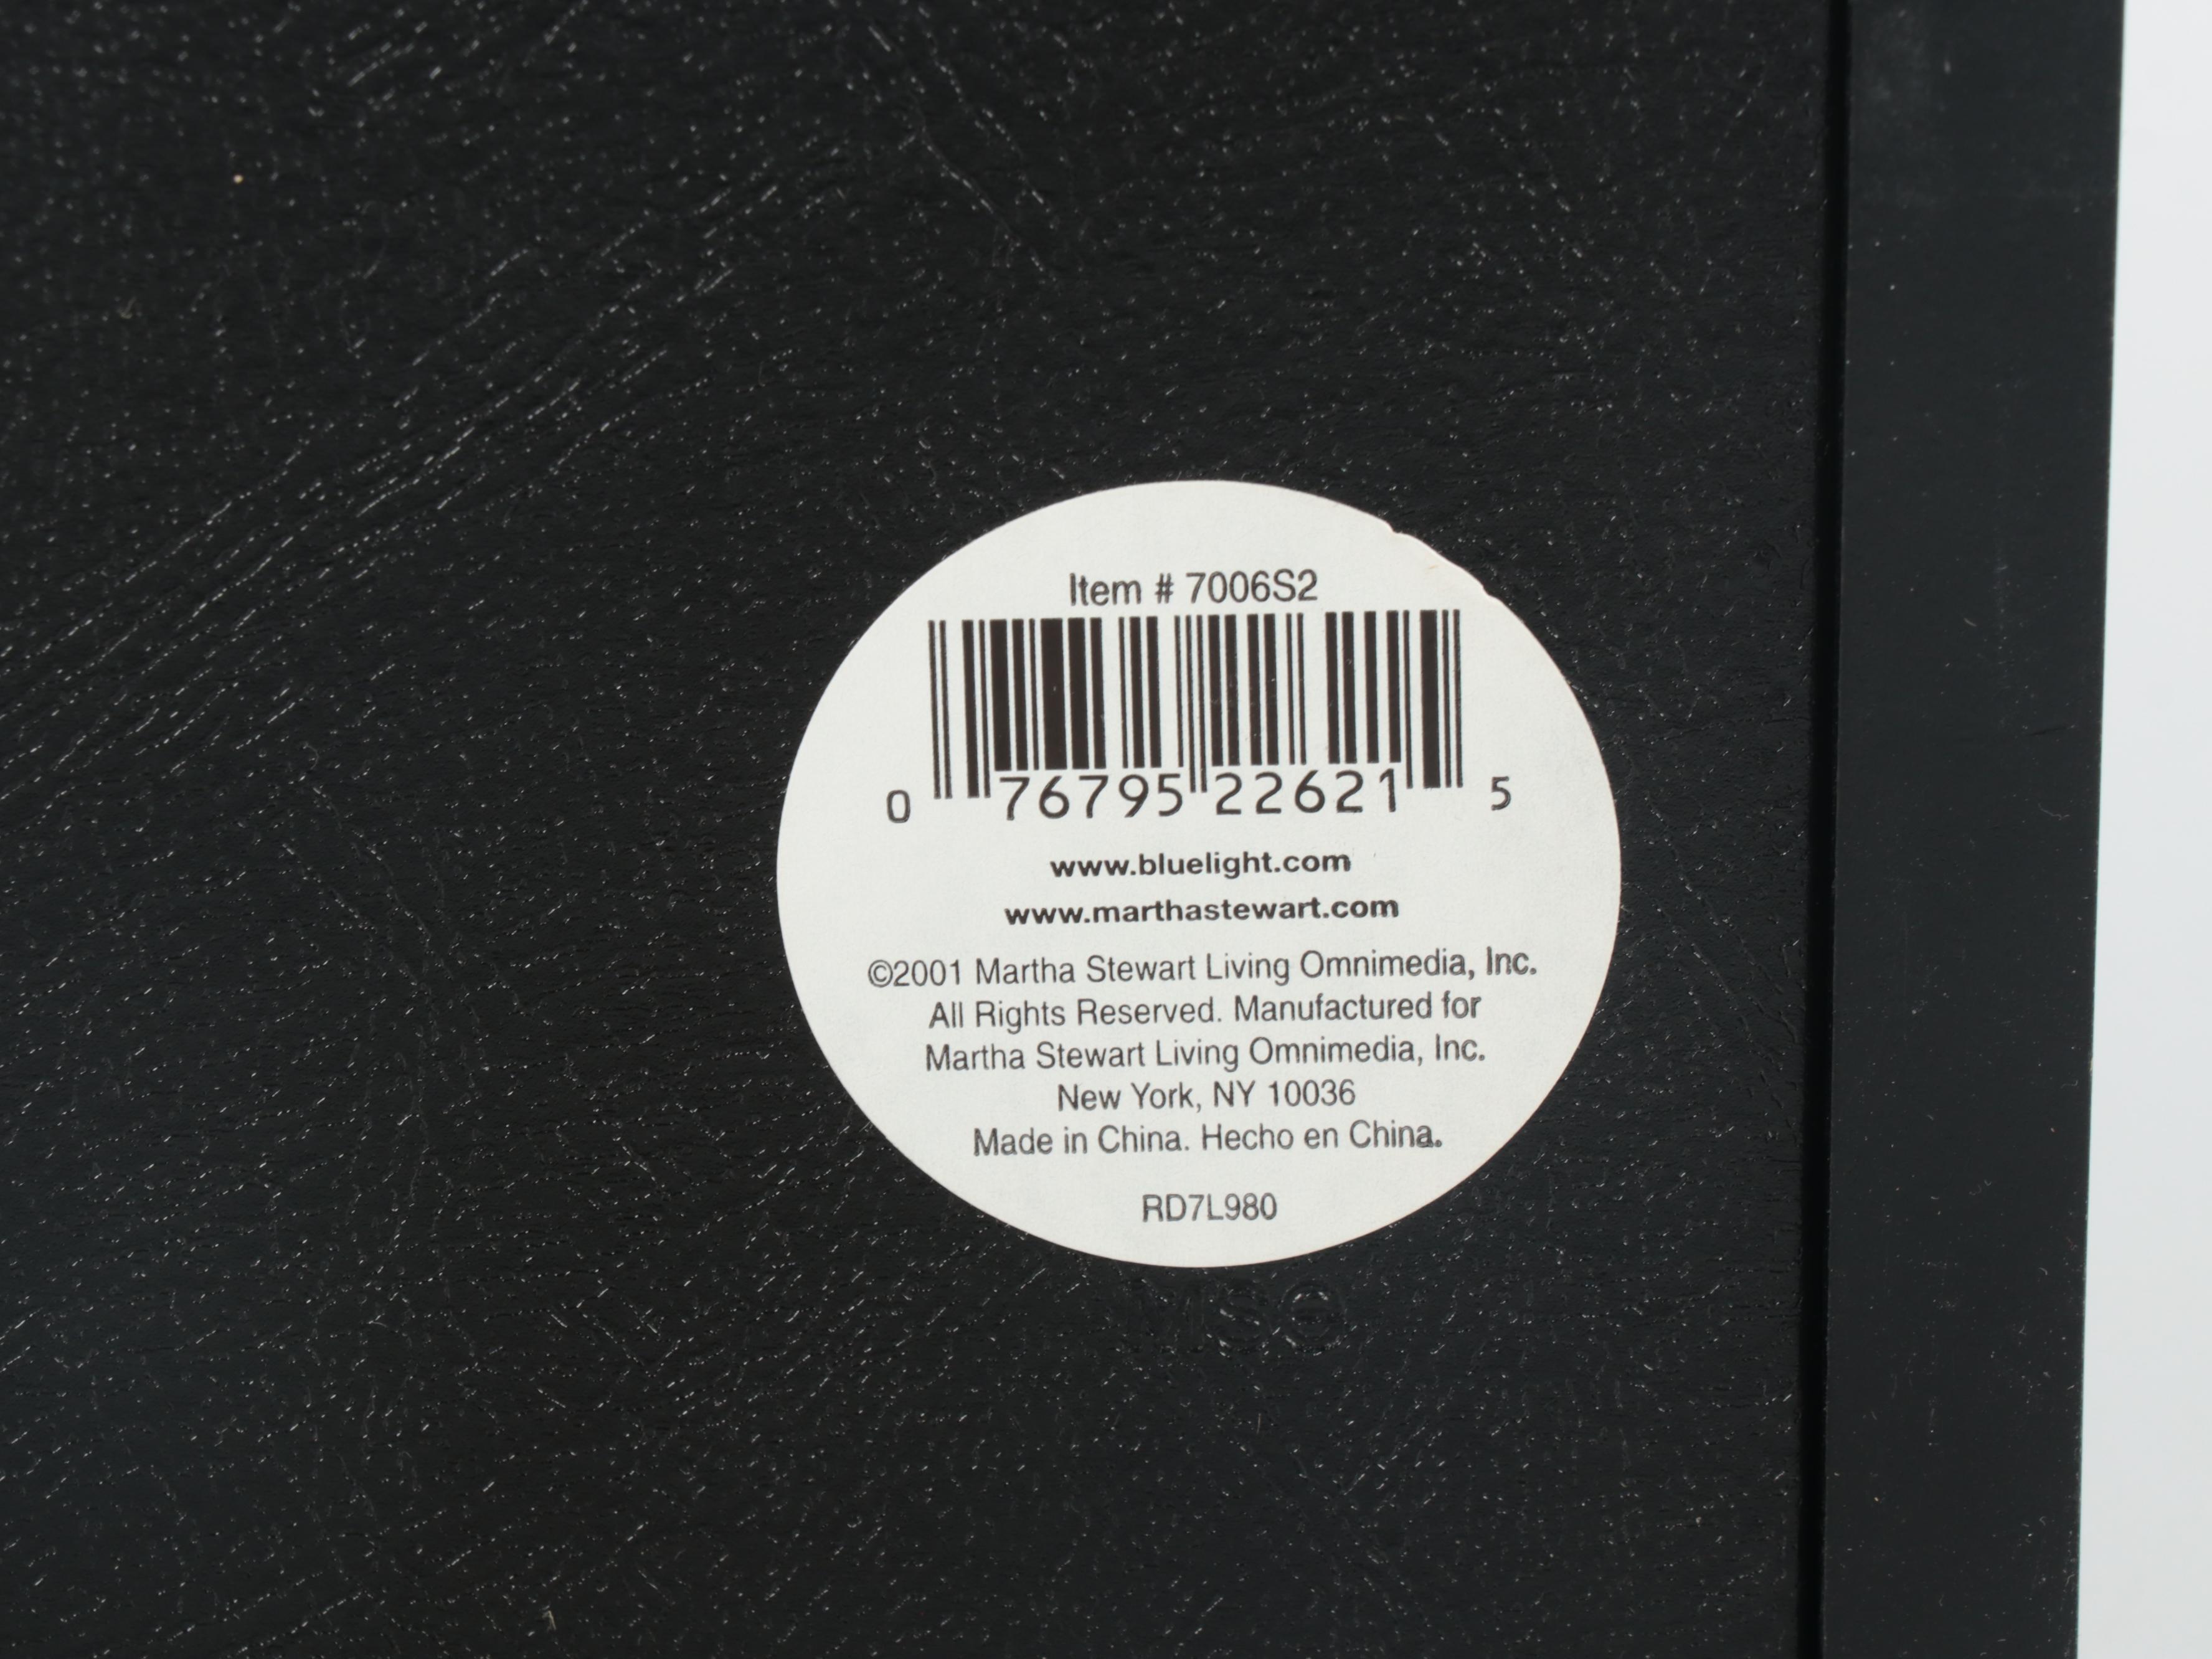 Item # 7006S2
0 76795 22621 5
www.bluelight.com
www.marthastewart.com
©2001 Martha Stewart Living Omnimedia, Inc.
All Rights Reserved. Manufactured for
Martha Stewart Living Omnimedia, Inc.
New York, NY 10036
Made in China. Hecho en China.
RD7L980